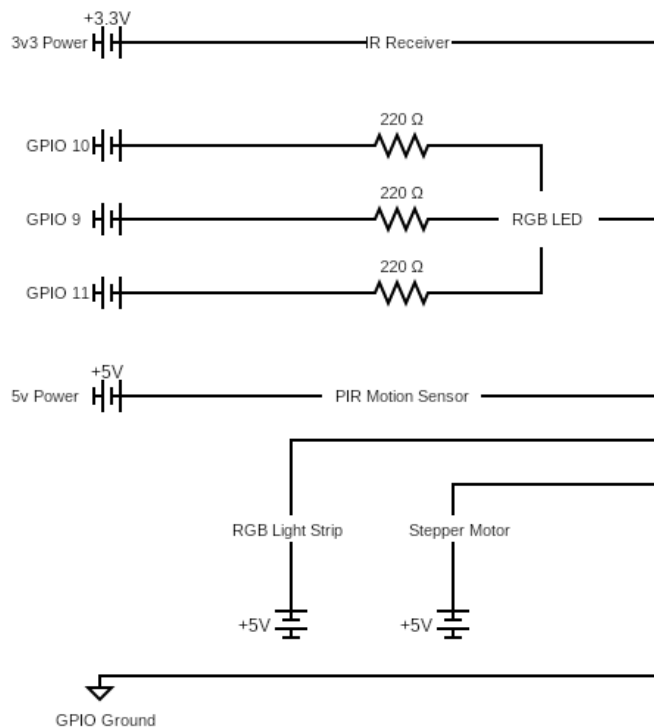 +3.3V
3v3 Power
IR Receiver
220 Ω
GPIO 10
220 Ω
GPIO 9
RGB LED
220 Ω
GPIO 11
+5V
5v Power
PIR Motion Sensor
RGB Light Strip
Stepper Motor
+5V
+5V
GPIO Ground